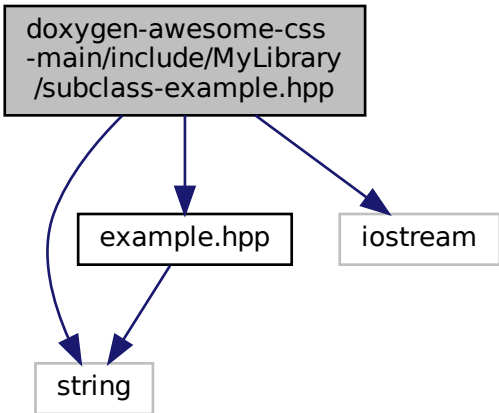 doxygen-awesome-css
-main/include/MyLibrary
/subclass-example.hpp
example.hpp
iostream
string